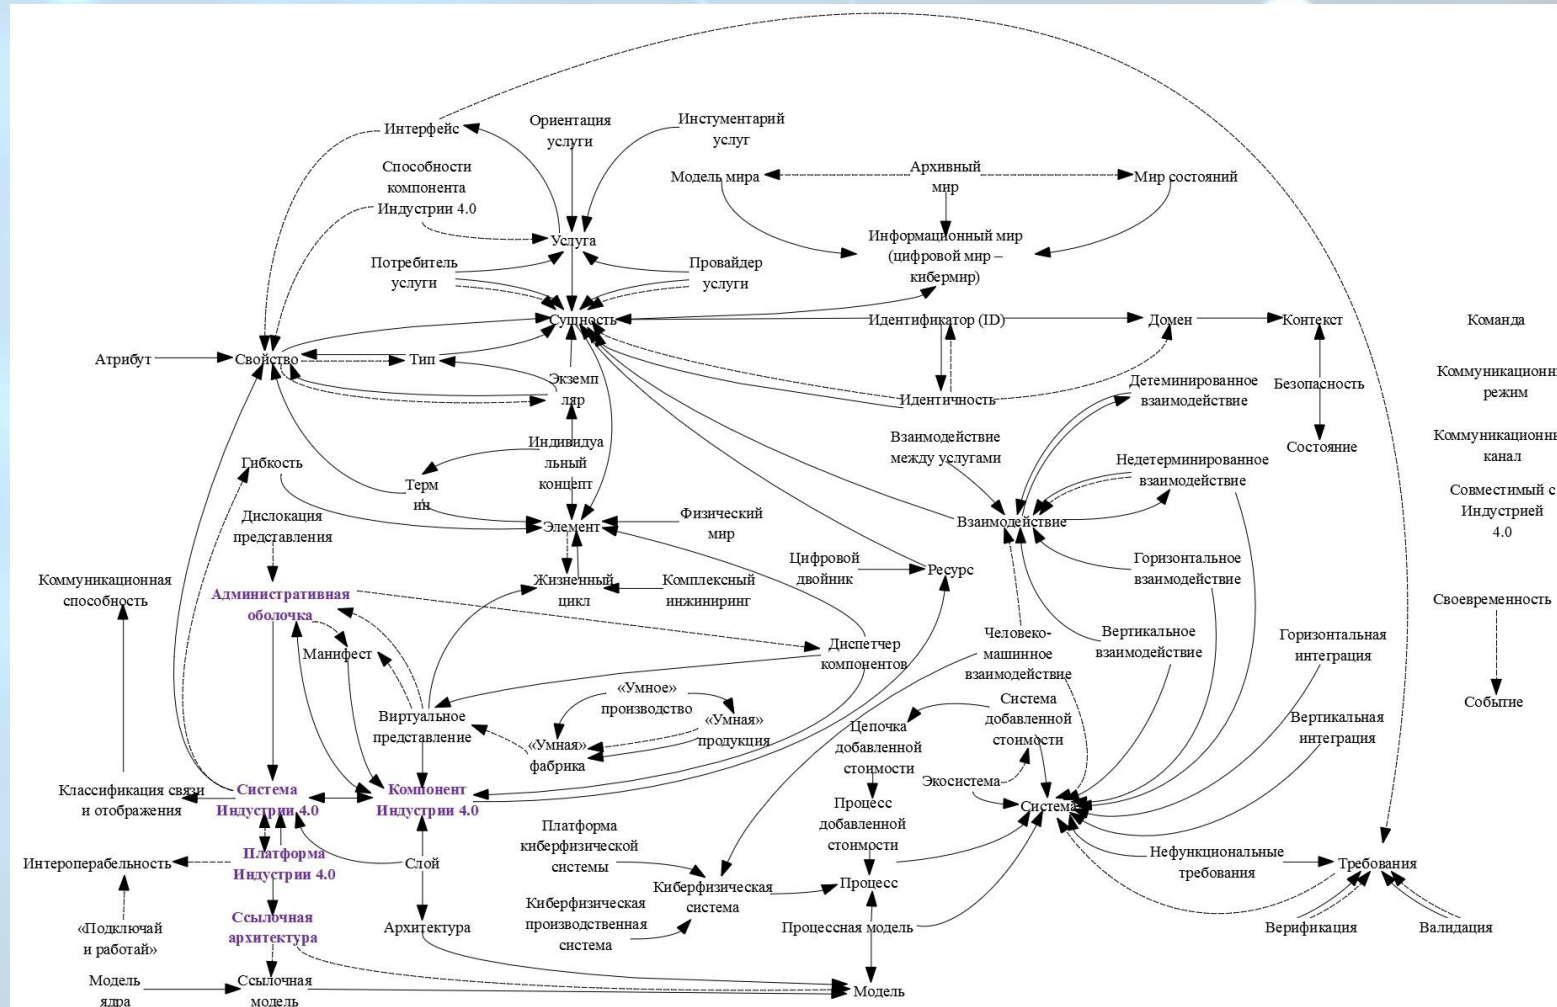 Интерфейс
Ориентация
услуги
Инстументарий
услуг
Способности
компонента
Индустрии 4.0
Модель мира
Архивный
мир
Мир состояний
Услуга
Информационный мир
(цифровой мир –
кибермир)
Потребитель
услуги
Провайдер
услуги
Сущность
Идентификатор (ID)
Домен
Контекст
Команда
Атрибут
Свойство
Тип
Экземп
ляр
Идентичность
Детеминированное
взаимодействие
Безопасность
Коммуникационн
режим
Индивидуа
льный
концепт
Взаимодействие
между услугами
Состояние
Коммуникационн
канал
Гибкость
Терм
ин
Недетерминированное
взаимодействие
Совместимый с
Индустрией
4.0
Дислокация
представления
Элемент
Физический
мир
Взаимодействие
Коммуникационная
способность
Административная
оболочка
Жизненный
цикл
Комплексный
инжиниринг
Цифровой
двойник
Ресурс
Горизонтальное
взаимодействие
Своевременность
Манифест
Диспетчер
компонентов
Человеко-
машинное
взаимодействие
Вертикальное
взаимодействие
Горизонтальная
интеграция
Виртуальное
представление
«Умное»
производство
«Умная»
продукция
«Умная»
фабрика
Цепочка
добавленной
стоимости
Система
добавленной
стоимости
Вертикальная
интеграция
Событие
Классификация связи
и отображения
Система
Индустрии 4.0
Компонент
Индустрии 4.0
Экосистема
Система
Процесс
добавленной
стоимости
Интероперабельность
Платформа
Индустрии 4.0
Слой
Платформа
киберфизической
системы
Киберфизическая
система
Процесс
Нефункциональные
требования
Требования
«Подключай
и работай»
Ссылочная
архитектура
Архитектура
Киберфизическая
производственная
система
Процессная модель
Верификация
Валидация
Модель
ядра
Ссылочная
модель
Модель